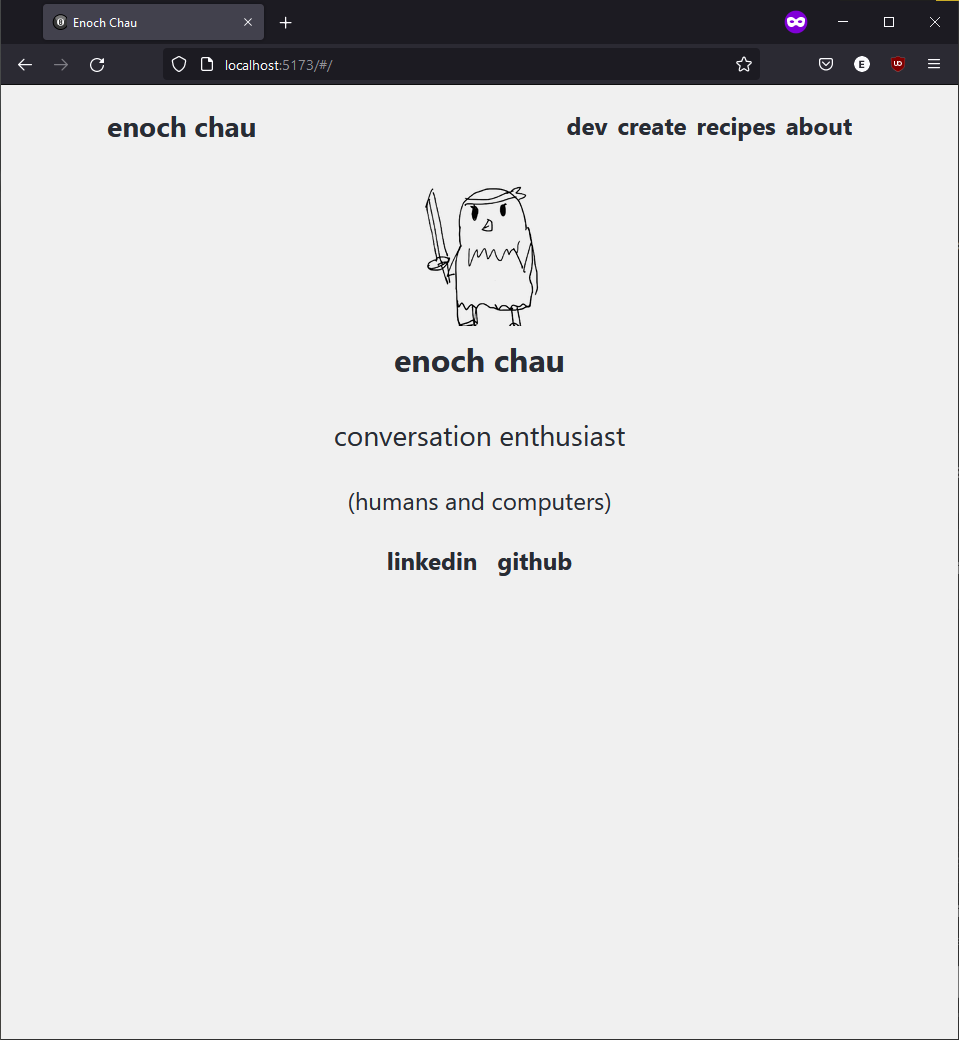 Enoch Chau
localhost:5173/#/
E
enoch chau
dev create recipes about
enoch chau
conversation enthusiast
(humans and computers)
linkedin github